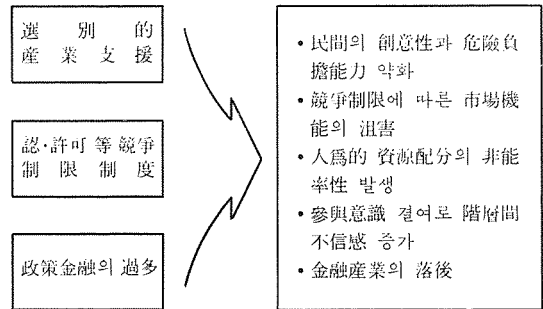 選別的
産業支援
認·許可 等 競爭
制限制度
政策金融의 過多
• 民間의 創意性과 危險負
擔能力 약화
• 競爭制限에 따른 市場機
能의 沮害
• 人爲的 資源配分의 非能
率性 발생
• 參與意識 결여로 階層間
不信感 증가
• 金融産業의 落後